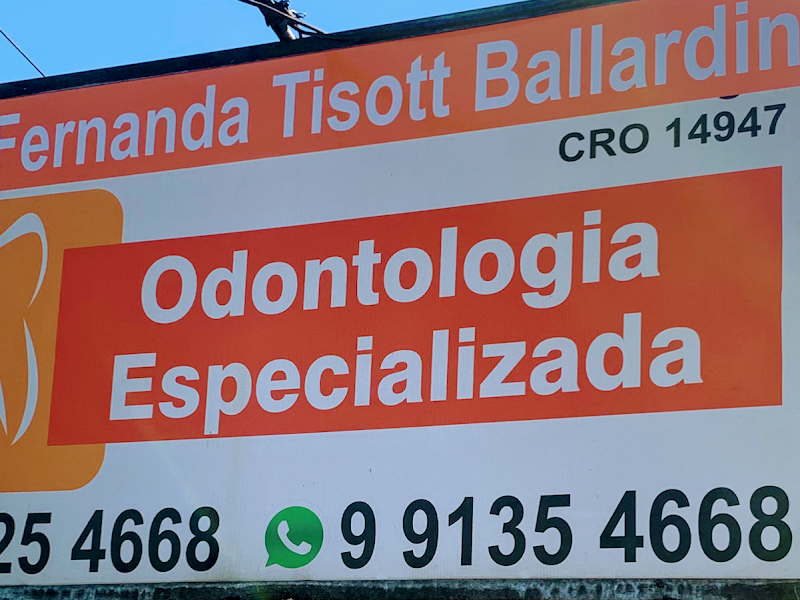 Fernanda Tisott Ballardin
CRO 14947
Odontologia
Especializada
25 4668 9 9135 4668